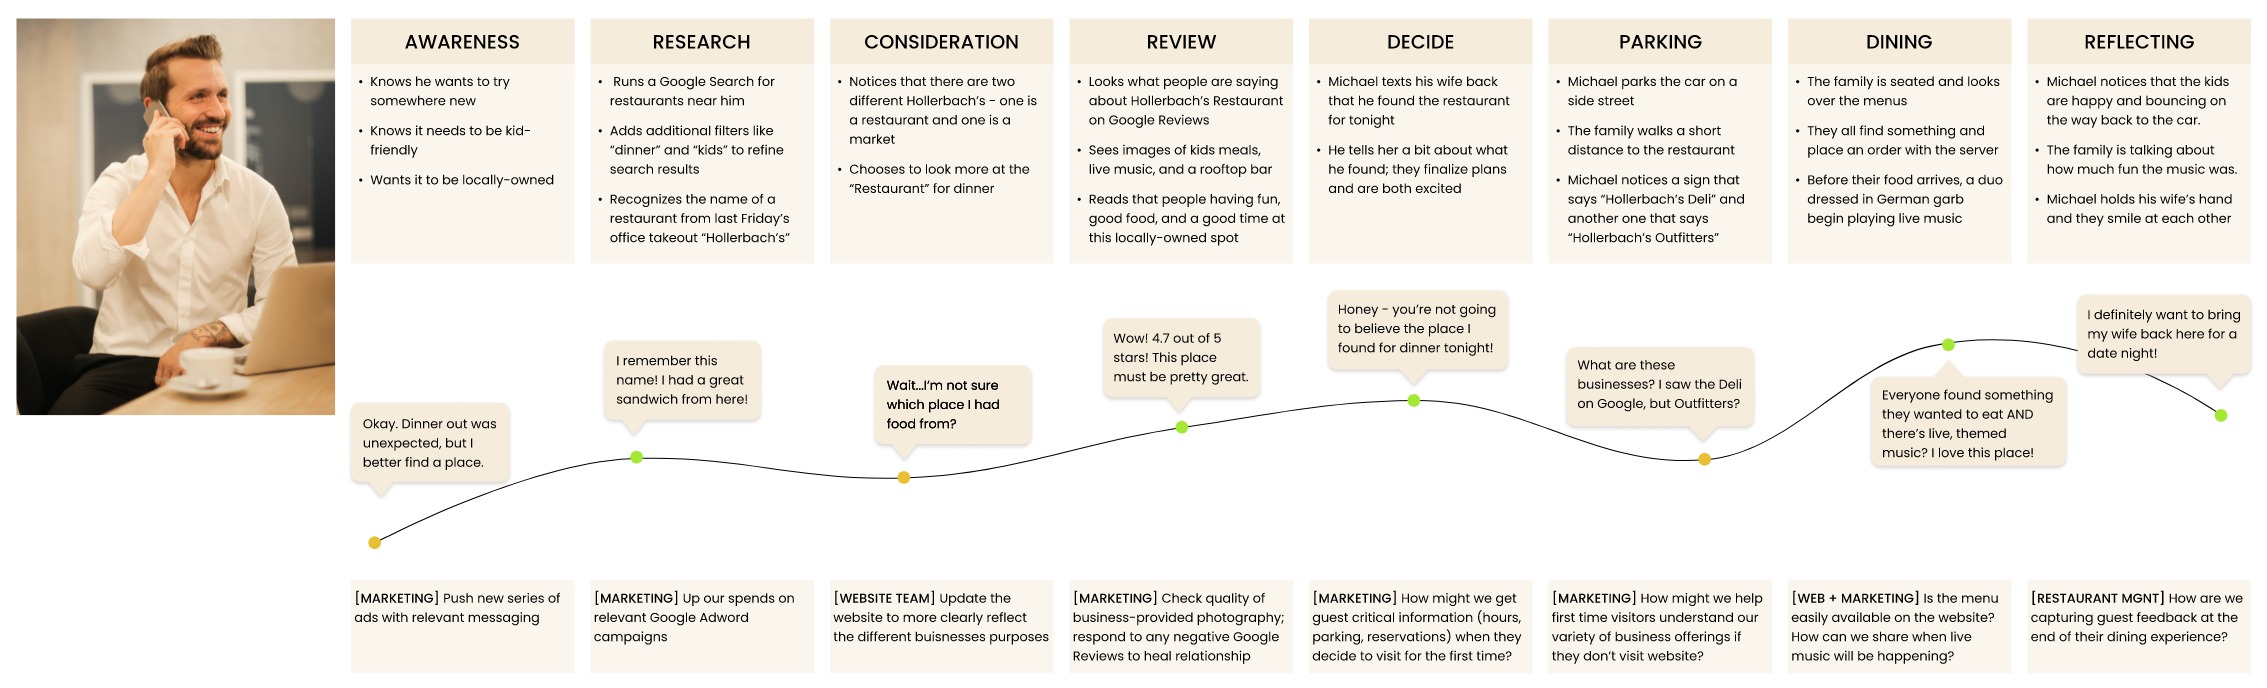 AWARENESS
• Knows he wants to try
somewhere new
• Knows it needs to be kid-
friendly
• Wants it to be locally-owned
RESEARCH
• Runs a Google Search for
restaurants near him
• Adds additional filters like
“dinner” and “kids” to refine
search results
• Recognizes the name of a
restaurant from last Friday’s
office takeout “Hollerbach’s”
CONSIDERATION
• Notices that there are two
different Hollerbach’s - one is
a restaurant and one is a
market
• Chooses to look more at the
“Restaurant” for dinner
REVIEW
• Looks what people are saying
about Hollerbach’s Restaurant
on Google Reviews
• Sees images of kids meals,
live music, and a rooftop bar
• Reads that people having fun,
good food, and a good time at
this locally-owned spot
DECIDE
• Michael texts his wife back
that he found the restaurant
for tonight
• He tells her a bit about what
he found; they finalize plans
and are both excited
PARKING
• Michael parks the car on a
side street
• The family walks a short
distance to the restaurant
• Michael notices a sign that
says “Hollerbach’s Deli” and
another one that says
“Hollerbach’s Outfitters”
DINING
• The family is seated and looks
over the menus
• They all find something and
place an order with the server
• Before their food arrives, a duo
dressed in German garb
begin playing live music
REFLECTING
• Michael notices that the kids
are happy and bouncing on
the way back to the car.
• The family is talking about
how much fun the music was.
• Michael holds his wife’s hand
and they smile at each other
Okay. Dinner out was
unexpected, but I
better find a place.
I remember this
name! I had a great
sandwich from here!
Wait...I’m not sure
which place I had
food from?
Wow! 4.7 out of 5
stars! This place
must be pretty great.
Honey - you’re not going
to believe the place I
found for dinner tonight!
What are these
businesses? I saw the Deli
on Google, but Outfitters?
Everyone found something
they wanted to eat AND
there’s live, themed
music? I love this place!
I definitely want to bring
my wife back here for a
date night!
[MARKETING] Push new series of
ads with relevant messaging
[MARKETING] Up our spends on
relevant Google Adword
campaigns
[WEBSITE TEAM] Update the
website to more clearly reflect
the different buisnesses purposes
[MARKETING] Check quality of
business-provided photography;
respond to any negative Google
Reviews to heal relationship
[MARKETING] How might we get
guest critical information (hours,
parking, reservations) when they
decide to visit for the first time?
[MARKETING] How might we help
first time visitors understand our
variety of business offerings if
they don’t visit website?
[WEB + MARKETING] Is the menu
easily available on the website?
How can we share when live
music will be happening?
[RESTAURANT MGNT] How are we
capturing guest feedback at the
end of their dining experience?